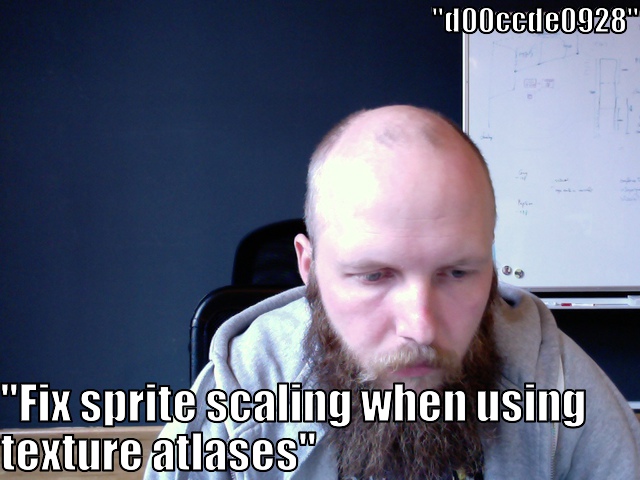 "d00ccde0928"
"Fix sprite scaling when using
texture atlases"